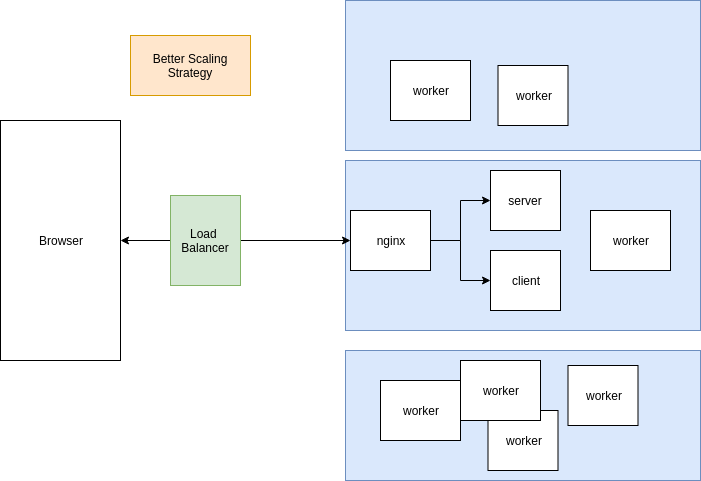 Better Scaling
Strategy
worker
worker
Browser
Load
Balancer
nginx
server
client
worker
worker
worker
worker
worker